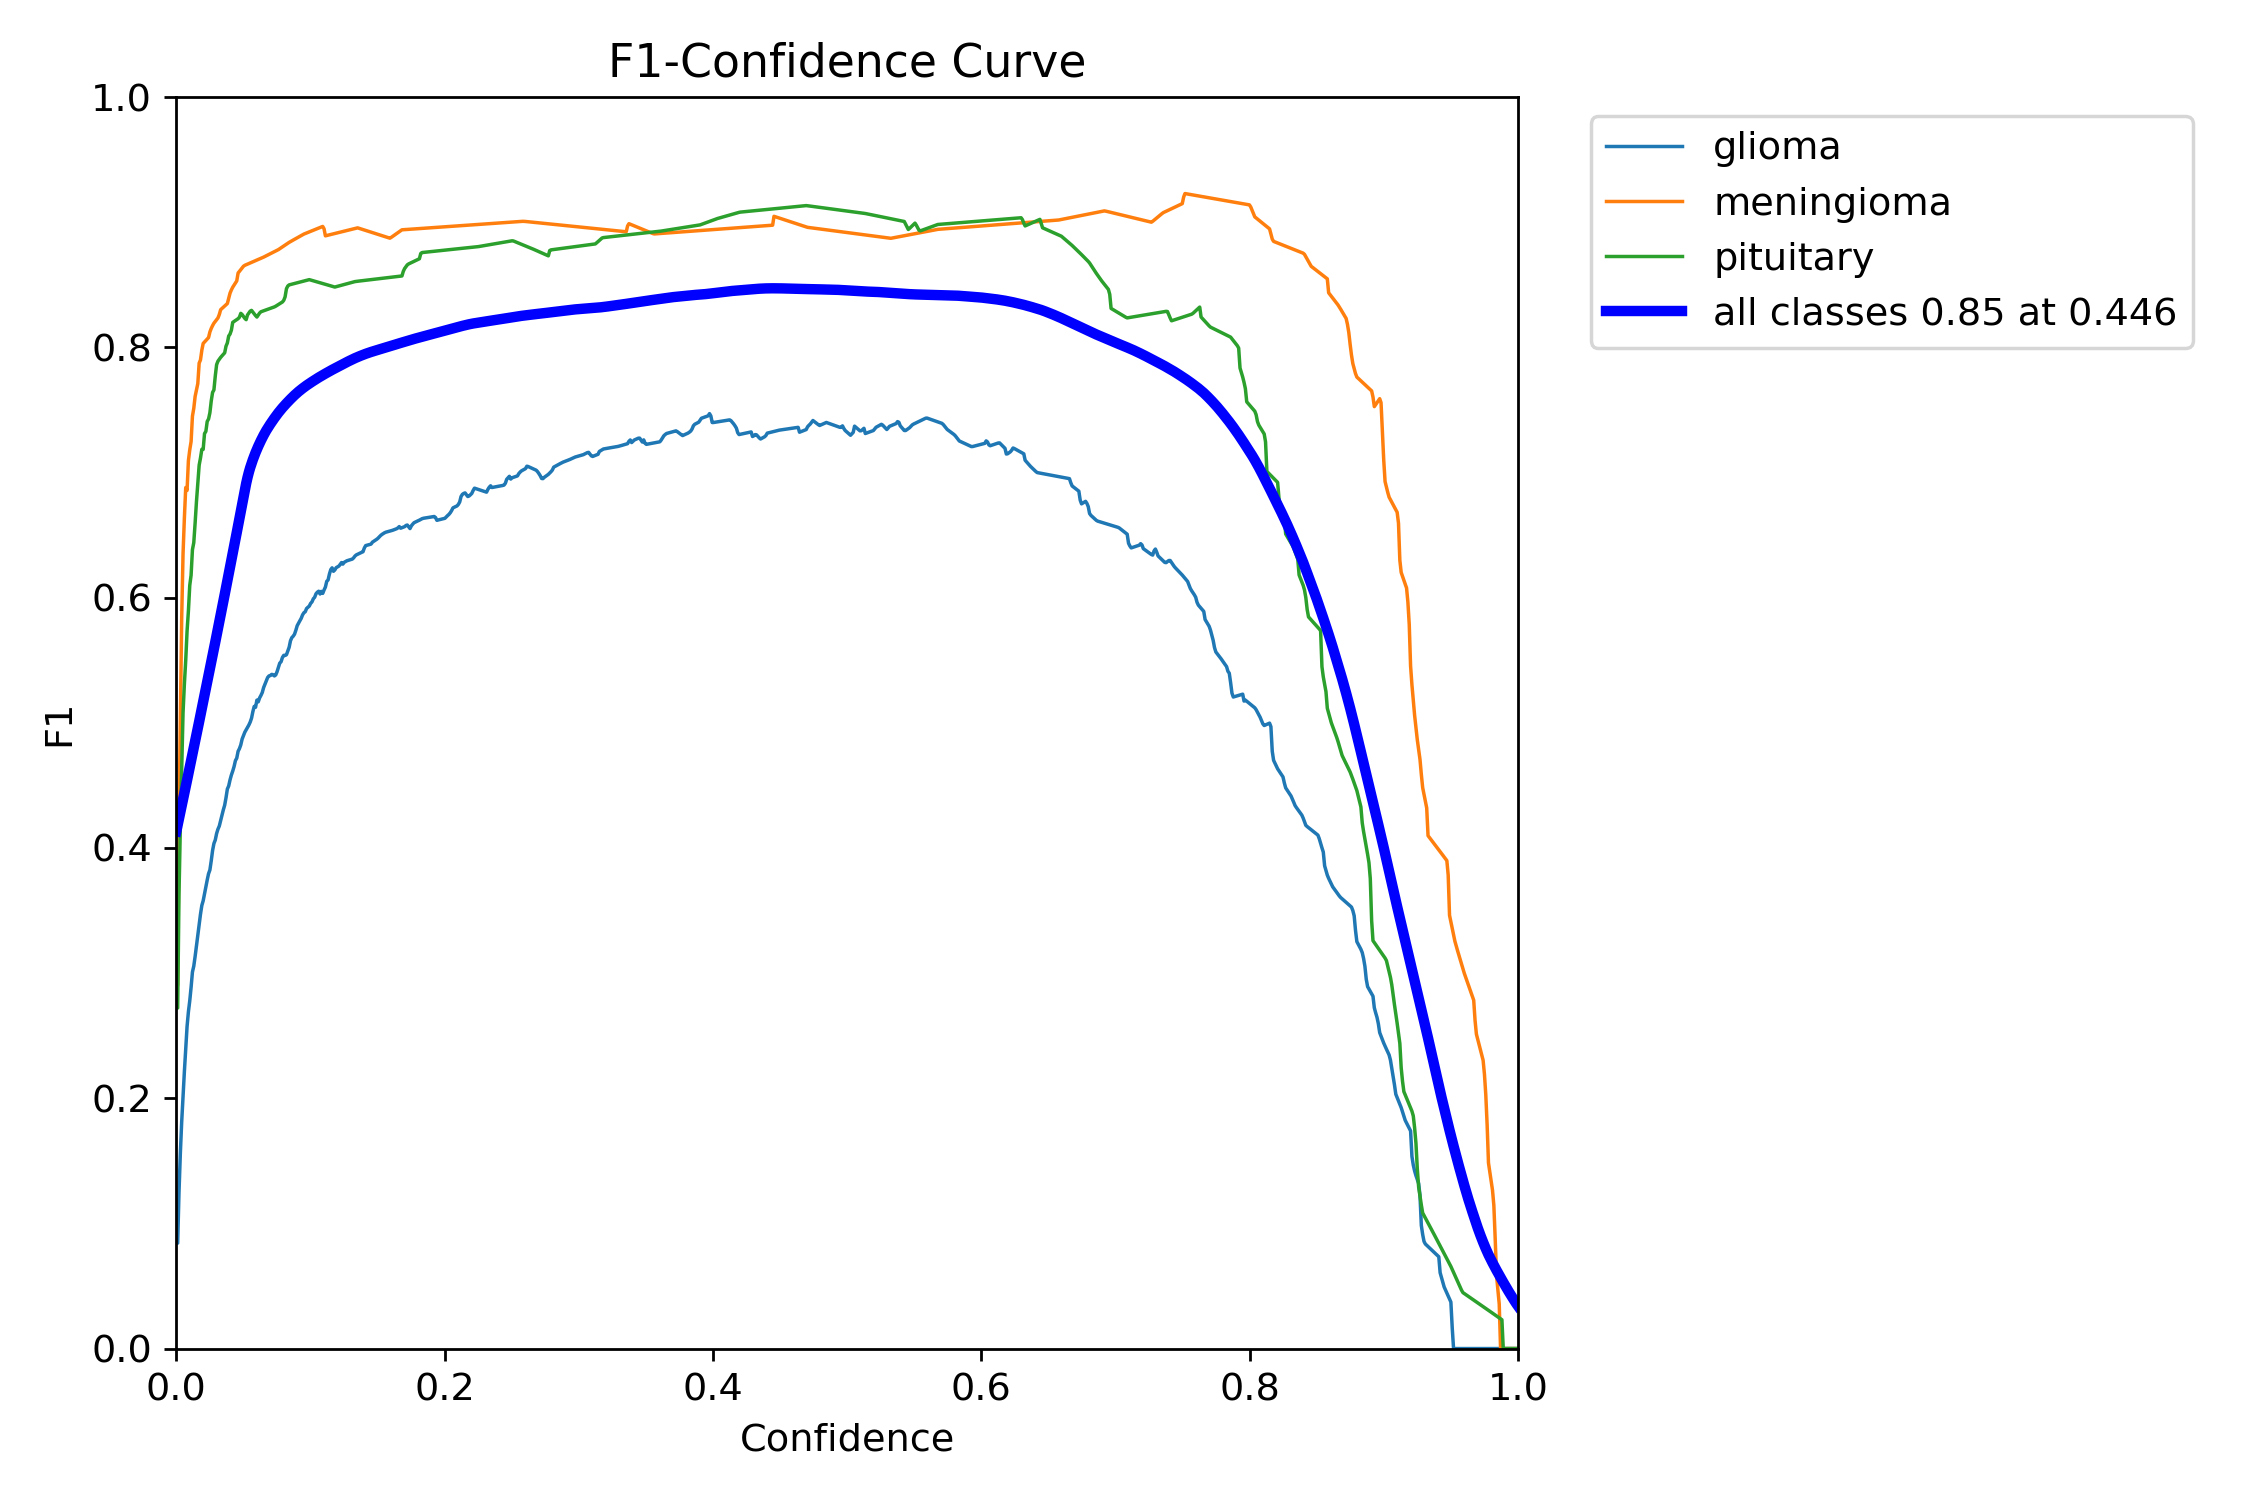 F1-Confidence Curve
1.0
0.8
0.6
0.4
0.2
0.0
F1
0.0 0.2 0.4 0.6 0.8 1.0
Confidence
glioma
meningioma
pituitary
all classes 0.85 at 0.446